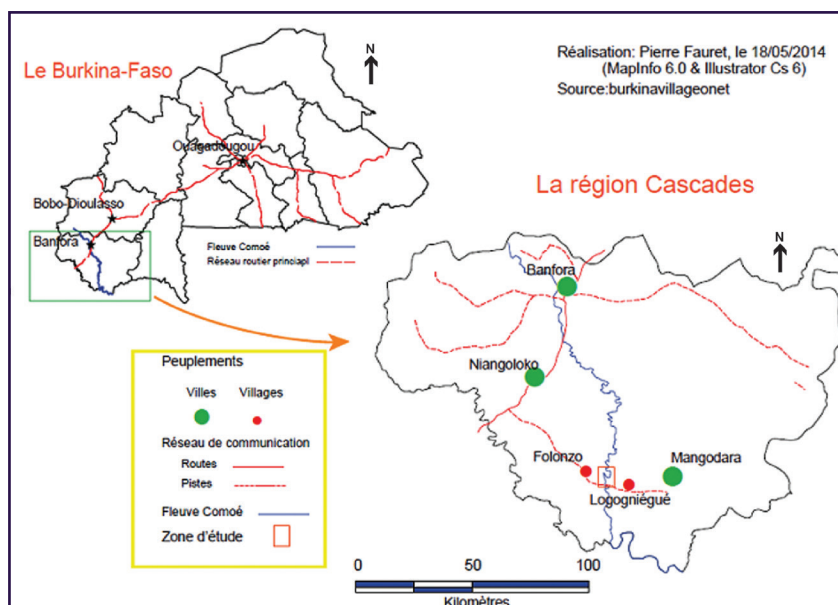 Le Burkina-Faso
N
Ouagadougou
Bobo-Dioulasso
Banfora
Fleuve Comoé
Réseau routier princiapl
Réalisation: Pierre Fauret, le 18/05/2014
(MapInfo 6.0 & Illustrator Cs 6)
Source:burkinavillageonet
La région Cascades
N
Banfora
Niangoloko
Folonzo
Mangodara
Logogniégué
Peuplements
Villes
Villages
Réseau de communication
Routes
Pistes
Fleuve Comoé
Zone d'étude
0 50 100
Kilomètres